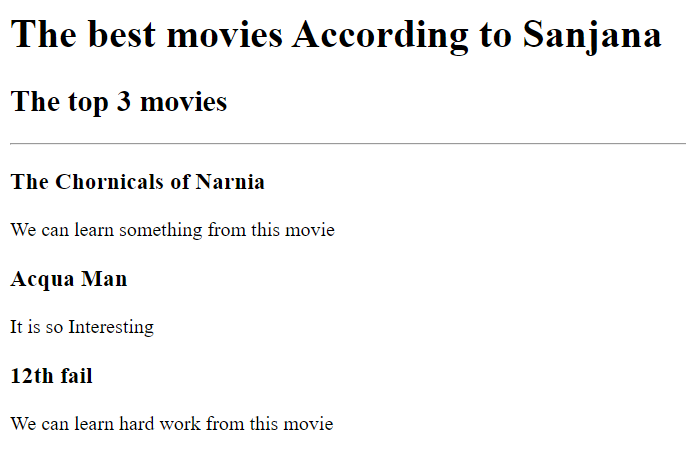 The best movies According to Sanjana
The top 3 movies
The Chornicals of Narnia
We can learn something from this movie
Acqua Man
It is so Interesting
12th fail
We can learn hard work from this movie